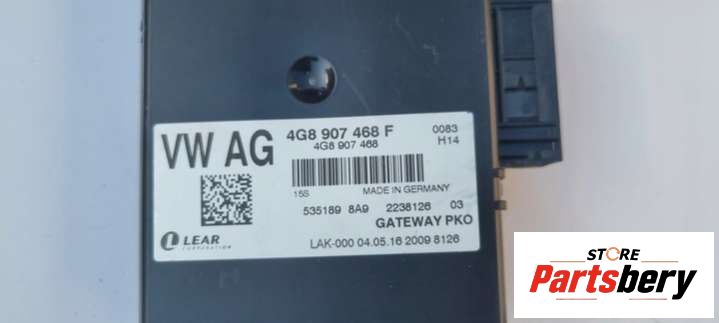 VW AG
4G8 907 468 F 0083
4G8 907 468 H14
15S MADE IN GERMANY
535189 8A9 2238126 03
GATEWAY PKO
LEAR
CORPORATION
LAK-000 04.05.16 2009 8126
STORE
Partsbery